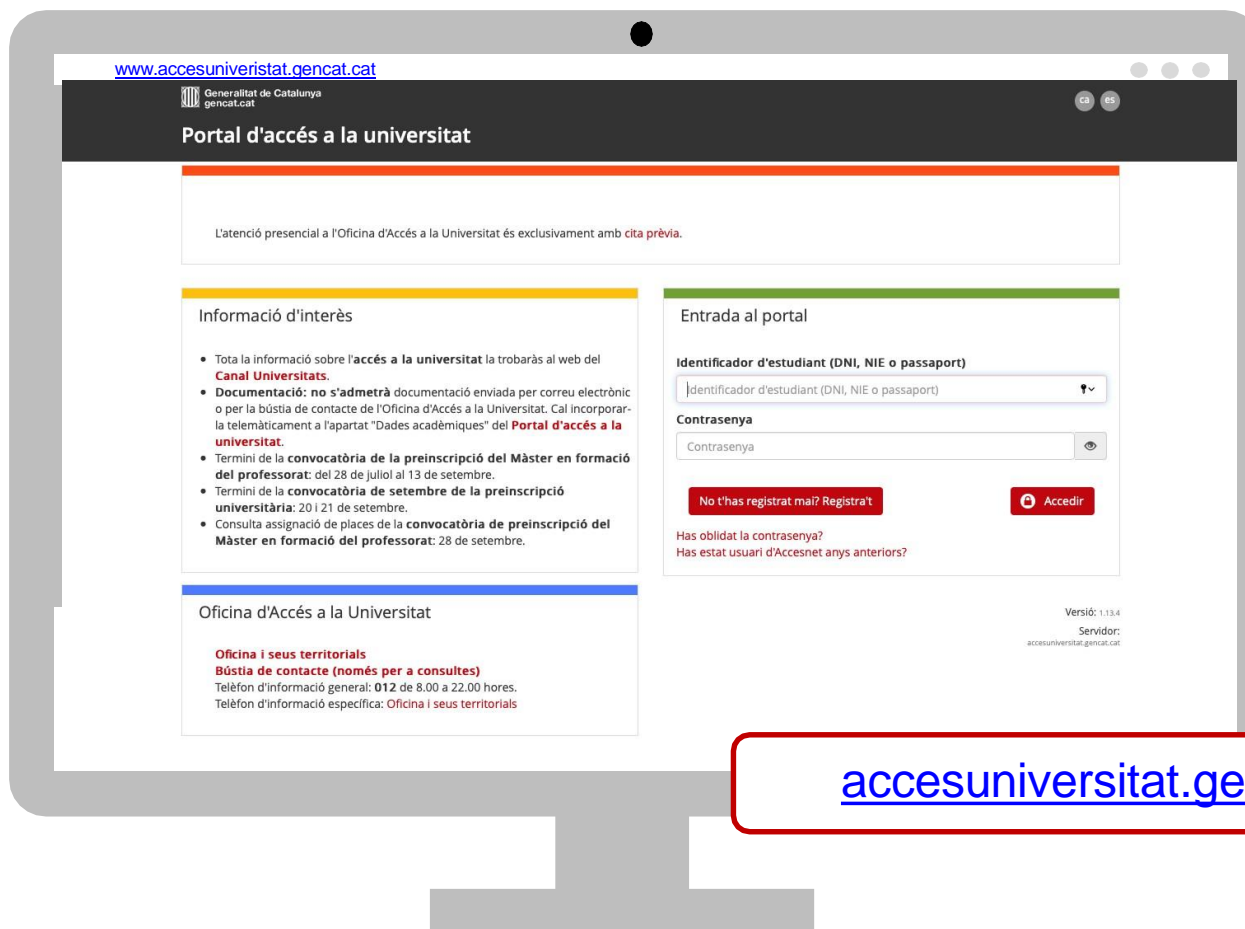 www.accesuniveristat.gencat.cat
Generalitat de Catalunya
gencat.cat
ca es
Portal d'accés a la universitat
L'atenció presencial a l'Oficina d'Accés a la Universitat és exclusivament amb cita prèvia.
Informació d'interès
• Tota la informació sobre l'accés a la universitat la trobaràs al web del
Canal Universitats.
• Documentació: no s'admetrà documentació enviada per correu electrònic
o per la bústia de contacte de l'Oficina d'Accés a la Universitat. Cal incorporar-
la telemàticament a l'apartat "Dades acadèmiques" del Portal d'accés a la
universitat.
• Termini de la convocatòria de la preinscripció del Màster en formació
del professorat: del 28 de juliol al 13 de setembre.
• Termini de la convocatòria de setembre de la preinscripció
universitària: 20 i 21 de setembre.
• Consulta assignació de places de la convocatòria de preinscripció del
Màster en formació del professorat: 28 de setembre.
Entrada al portal
Identificador d'estudiant (DNI, NIE o passaport)
Identificador d'estudiant (DNI, NIE o passaport)
Contrasenya
Contrasenya
No t'has registrat mai? Registra't
Accedir
Has oblidat la contrasenya?
Has estat usuari d'Accesnet anys anteriors?
Oficina d'Accés a la Universitat
Oficina i seus territorials
Bústia de contacte (només per a consultes)
Telèfon d'informació general: 012 de 8.00 a 22.00 hores.
Telèfon d'informació específica: Oficina i seus territorials
Versió: 1.13.4
Servidor:
accesuniversitat.gencat.cat
accesuniversitat.ge